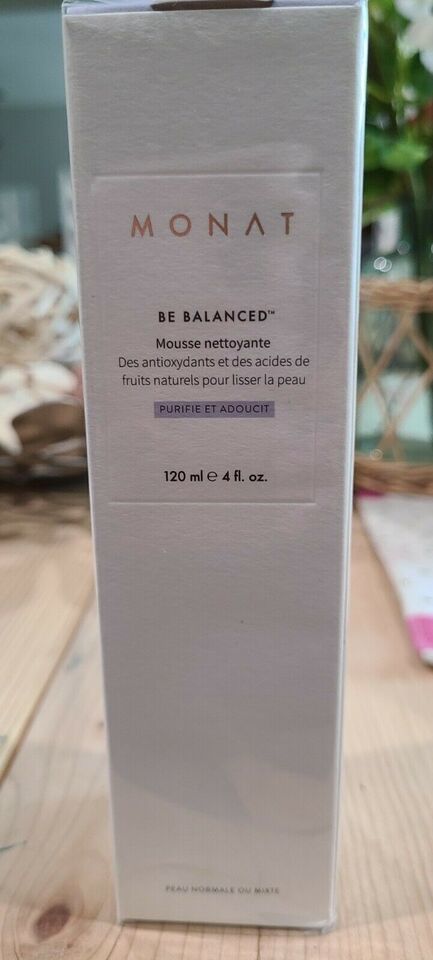 MONAT
BE BALANCED™
Mousse nettoyante
Des antioxydants et des acides de
fruits naturels pour lisser la peau
PURIFIE ET ADOUCIT
120 ml ℮ 4 fl. oz.
PEAU NORMALE OU MIXTE